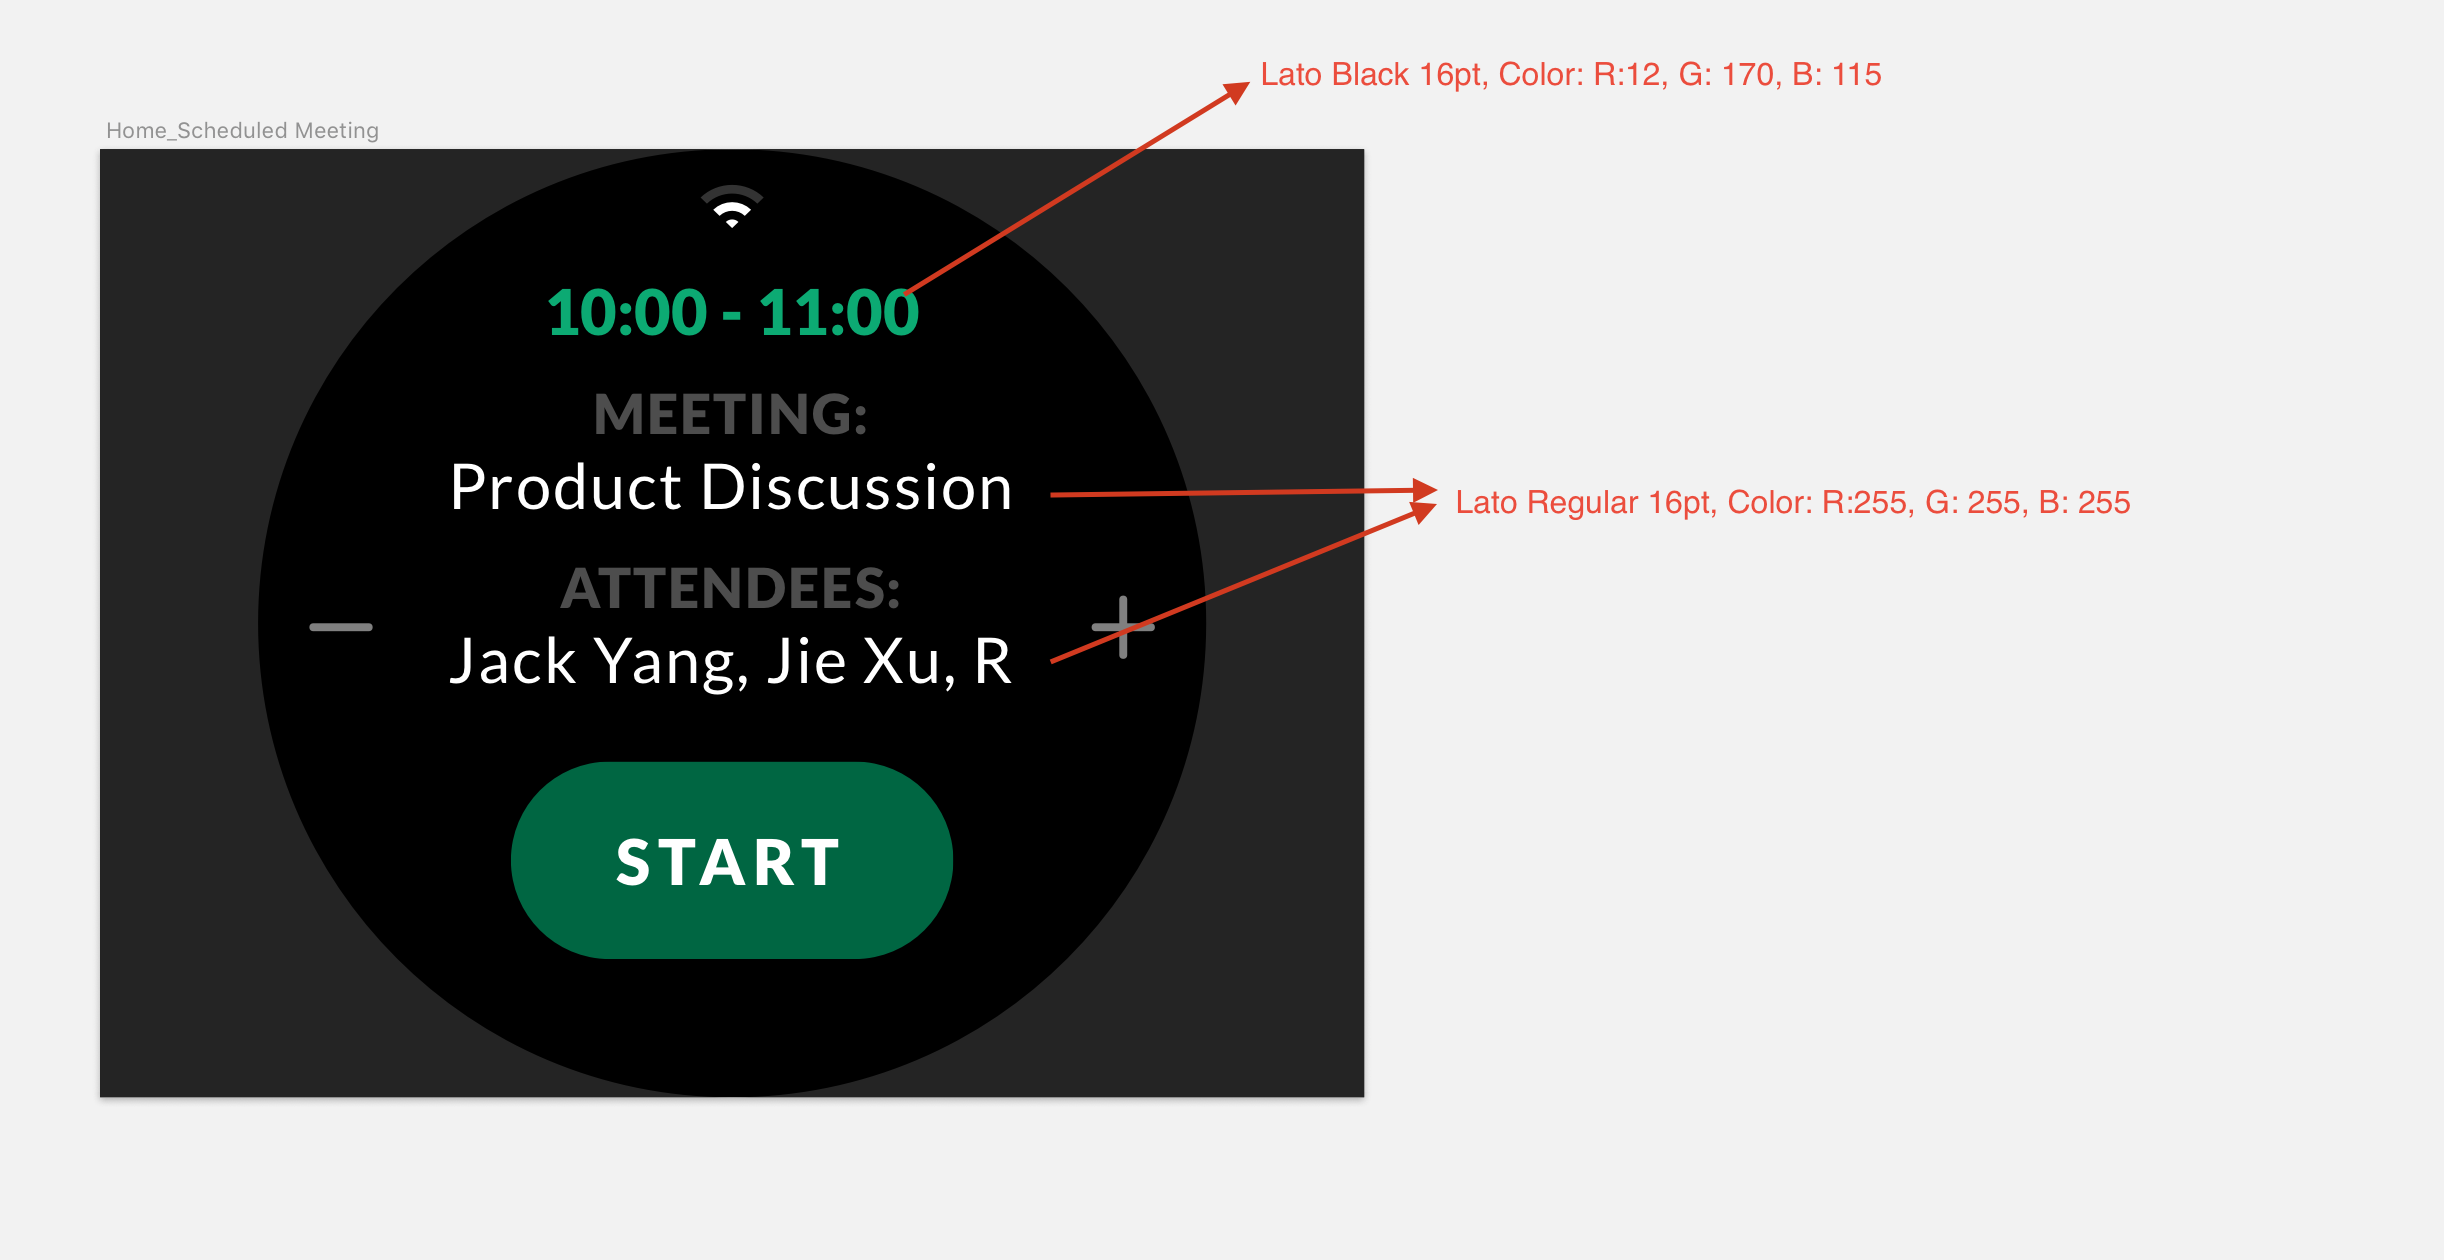 Lato Black 16pt, Color: R:12, G: 170, B: 115
Home_Scheduled Meeting
10:00 - 11:00
MEETING:
Product Discussion
Lato Regular 16pt, Color: R:255, G: 255, B: 255
ATTENDEES:
Jack Yang, Jie Xu, R
START